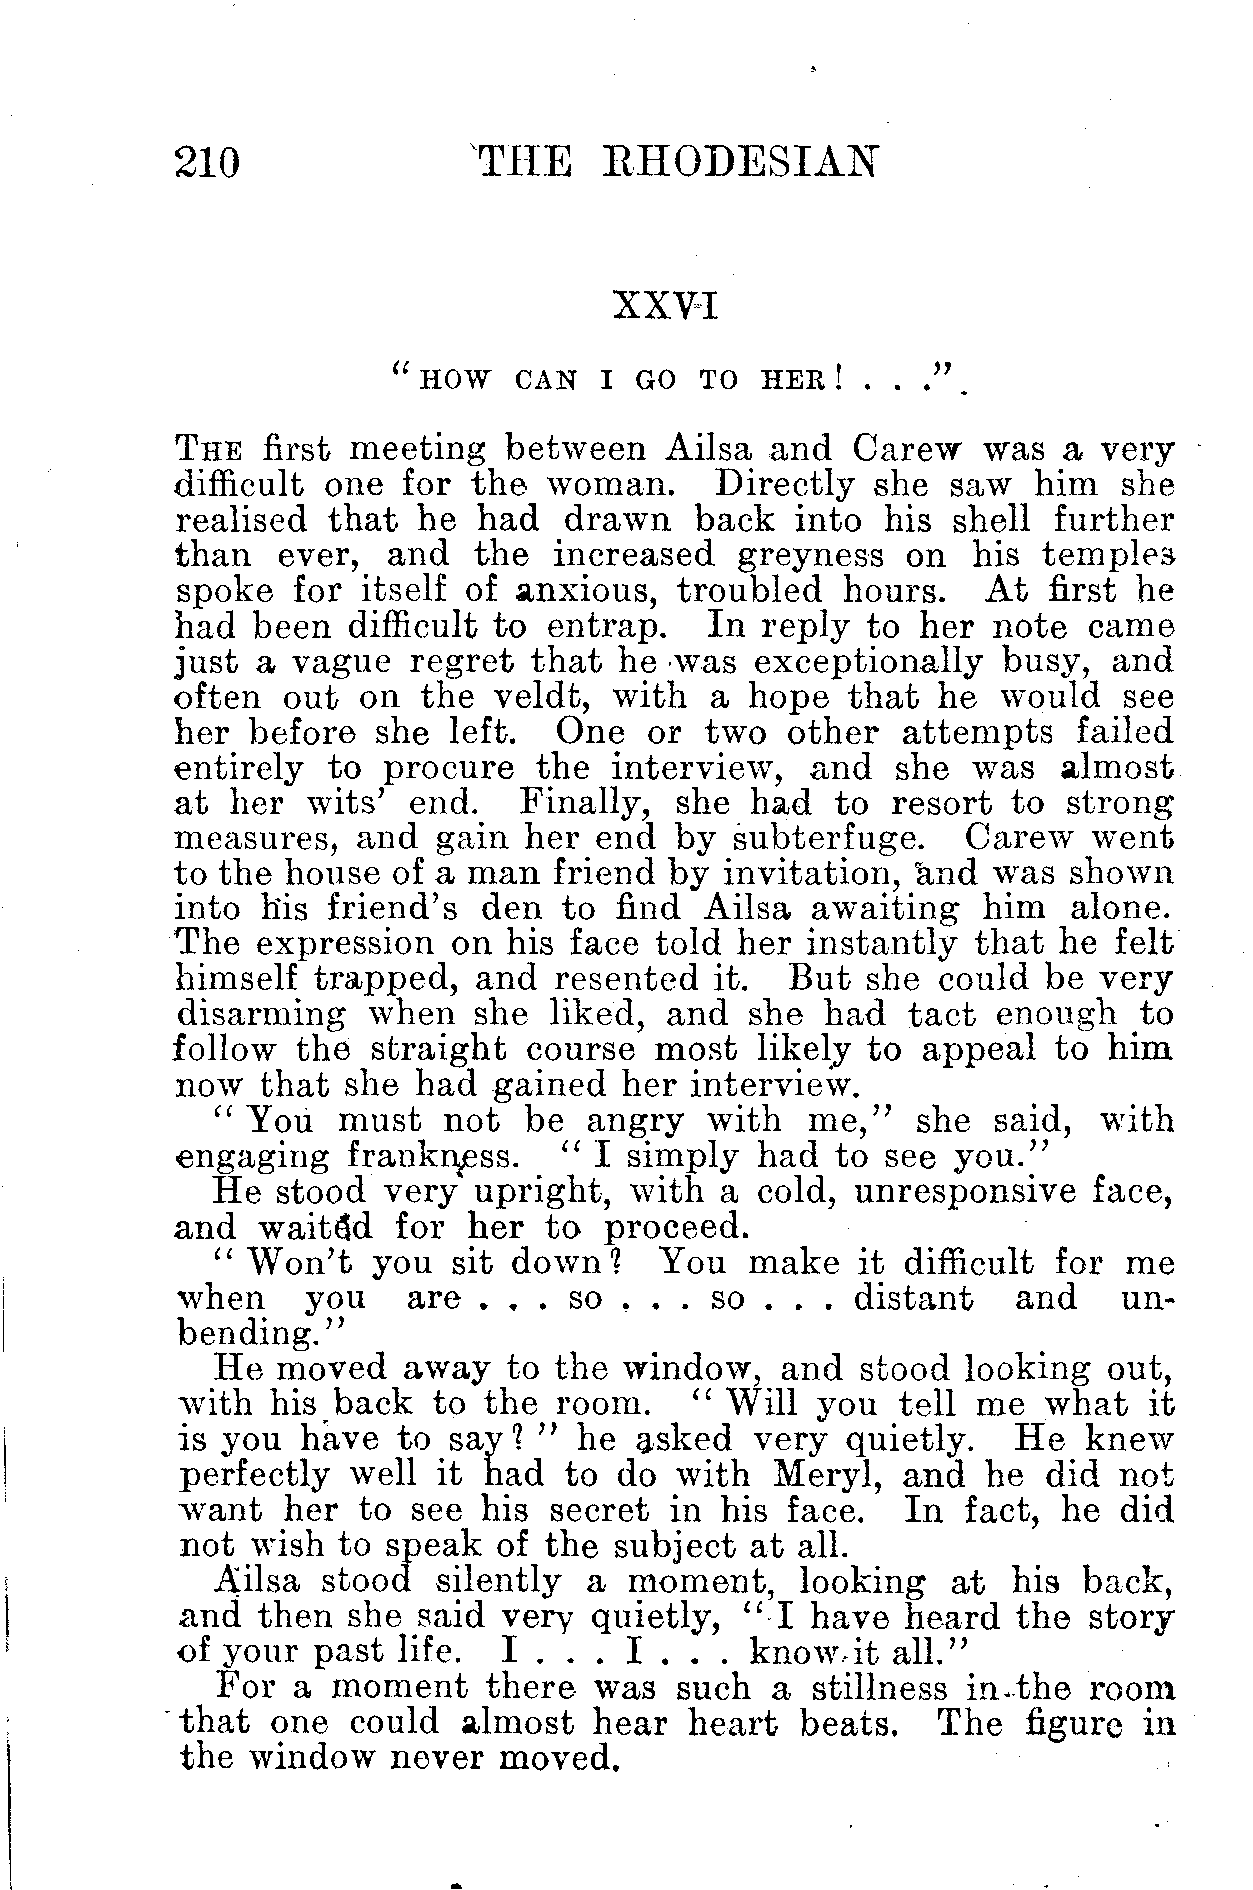 210 THE RHODESIAN
XXVI
“ HOW CAN I GO TO HER ! . . .”.
THE first meeting between Ailsa and Carew was a very
difficult one for the woman. Directly she saw him she
realised that he had drawn back into his shell further
than ever, and the increased greyness on his temples
spoke for itself of anxious, troubled hours. At first he
had been difficult to entrap. In reply to her note came
just a vague regret that he was exceptionally busy, and
often out on the veldt, with a hope that he would see
her before she left. One or two other attempts failed
entirely to procure the interview, and she was almost
at her wits’ end. Finally, she had to resort to strong
measures, and gain her end by subterfuge. Carew went
to the house of a man friend by invitation, and was shown
into his friend’s den to find Ailsa awaiting him alone.
The expression on his face told her instantly that he felt
himself trapped, and resented it. But she could be very
disarming when she liked, and she had tact enough to
follow the straight course most likely to appeal to him
now that she had gained her interview.
“ You must not be angry with me,” she said, with
engaging frankness. “ I simply had to see you.”
He stood very upright, with a cold, unresponsive face,
and waited for her to proceed.
“ Won’t you sit down ? You make it difficult for me
when you are . . . so . . . so . . . distant and un-
bending.”
He moved away to the window, and stood looking out,
with his back to the room. “ Will you tell me what it
is you have to say ? ” he asked very quietly. He knew
perfectly well it had to do with Meryl, and he did not
want her to see his secret in his face. In fact, he did
not wish to speak of the subject at all.
Ailsa stood silently a moment, looking at his back,
and then she said very quietly, “ I have heard the story
of your past life. I . . . I . . . know it all.”
For a moment there was such a stillness in the room
that one could almost hear heart beats. The figure in
the window never moved.